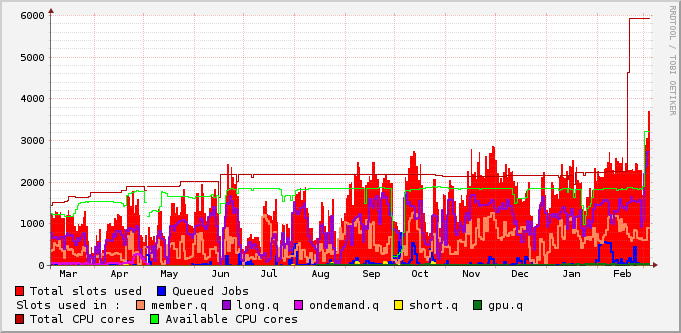 RRDTOOL / TOBI OETIKER
6000
5000
4000
3000
2000
1000
0
Mar Apr May Jun Jul Aug Sep Oct Nov Dec Jan Feb
Total slots used Queued Jobs
Slots used in : member.q long.q ondemand.q short.q gpu.q
Total CPU cores Available CPU cores